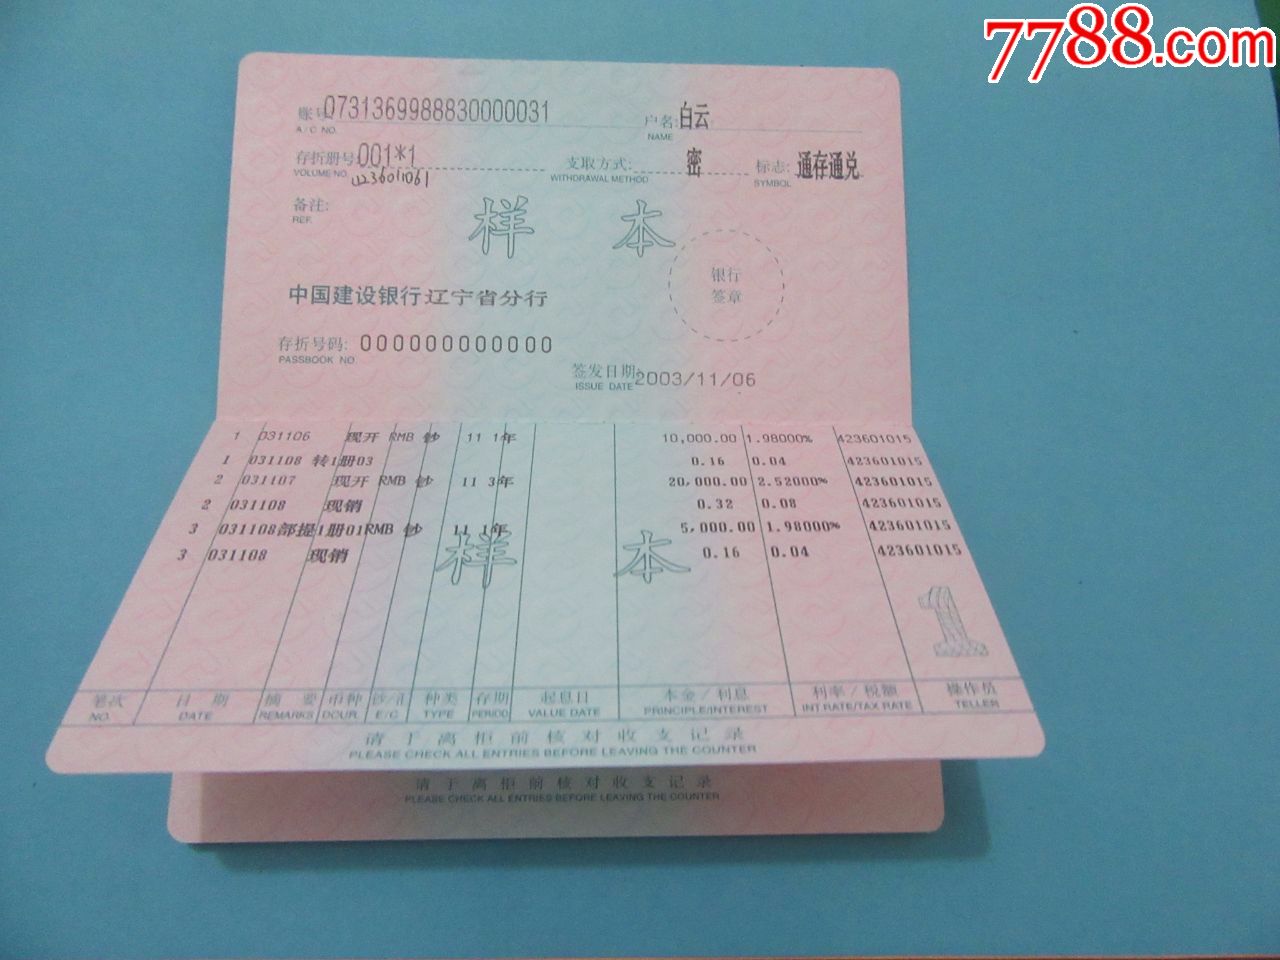 7788.com
账号 0731369988830000031 户名: 白云
A/C NO. NAME
存折册号: 001*1 支取方式: 密 标志: 通存通兑
VOLUME NO. WITHDRAWAL METHOD SYMBOL
备注:
REF.
样 本
银行
签章
中国建设银行辽宁省分行
存折号码: 000000000000
PASSBOOK NO.
签发日期: 2003/11/06
ISSUE DATE
1 031106 现开 RMB 钞 11 1年 10,000.00 1.98000% 423601015
1 031108 转1册03 0.16 0.04 423601015
2 031107 现开 RMB 钞 11 3年 20,000.00 2.52000% 423601015
2 031108 现销 0.32 0.08 423601015
3 031108部提1册01RMB 钞 11 1年 5,000.00 1.98000% 423601015
3 031108 现销 0.16 0.04 423601015
样 本
1
笔次 日 期 摘 要 币种 钞/汇 种类 存期 起息日 本金/利息 利率/税额 操作员
NO. DATE REMARKS COUR. E/C TYPE PERIOD VALUE DATE PRINCIPLE/INTEREST INT RATE/TAX RATE TELLER
请于离柜前核对收支记录
PLEASE CHECK ALL ENTRIES BEFORE LEAVING THE COUNTER
请于离柜前核对收支记录
PLEASE CHECK ALL ENTRIES BEFORE LEAVING THE COUNTER